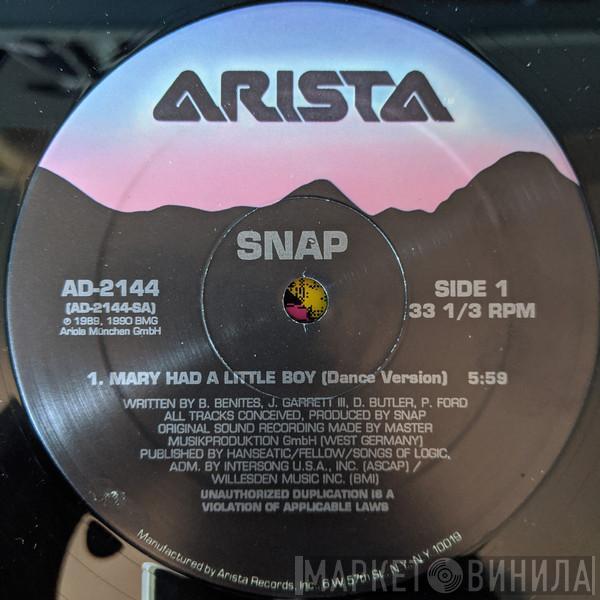 ARISTA
SNAP
AD-2144
(AD-2144-SA)
℗ 1989, 1990 BMG
Ariola München GmbH
SIDE 1
33 1/3 RPM
1. MARY HAD A LITTLE BOY (Dance Version) 5:59
WRITTEN BY B. BENITES, J. GARRETT III, D. BUTLER, P. FORD
ALL TRACKS CONCEIVED, PRODUCED BY SNAP
ORIGINAL SOUND RECORDING MADE BY MASTER
MUSIKPRODUKTION GmbH (WEST GERMANY)
PUBLISHED BY HANSEATIC/FELLOW/SONGS OF LOGIC,
ADM. BY INTERSONG U.S.A., INC. (ASCAP) /
WILLESDEN MUSIC INC. (BMI)
UNAUTHORIZED DUPLICATION IS A
VIOLATION OF APPLICABLE LAWS
Manufactured by Arista Records, Inc., 6 W. 57th St., N.Y., N.Y. 10019
МАРКЕТ ВИНИЛА